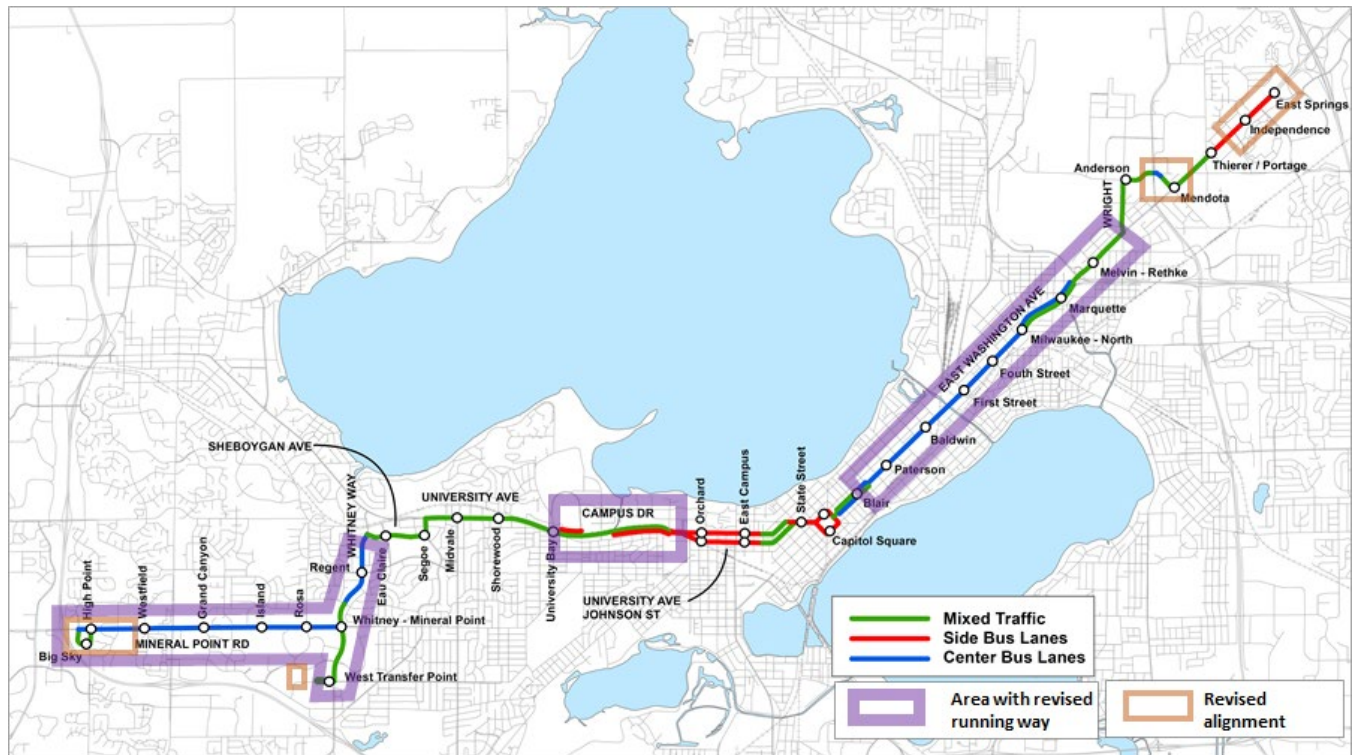 East Springs
Independence
Thierer / Portage
Anderson
Mendota
WRIGHT
Melvin - Rethke
Marquette
EAST WASHINGTON AVE
Milwaukee - North
Fouth Street
First Street
Baldwin
Paterson
Blair
State Street
Capitol Square
East Campus
Orchard
SHEBOYGAN AVE
UNIVERSITY AVE
CAMPUS DR
WHITNEY WAY
Eau Claire
Segoe
Midvale
Shorewood
University Bay
UNIVERSITY AVE
JOHNSON ST
Regent
High Point
Westfield
Grand Canyon
Island
Rosa
Whitney - Mineral Point
MINERAL POINT RD
Big Sky
West Transfer Point
Mixed Traffic
Side Bus Lanes
Center Bus Lanes
Area with revised
running way
Revised
alignment